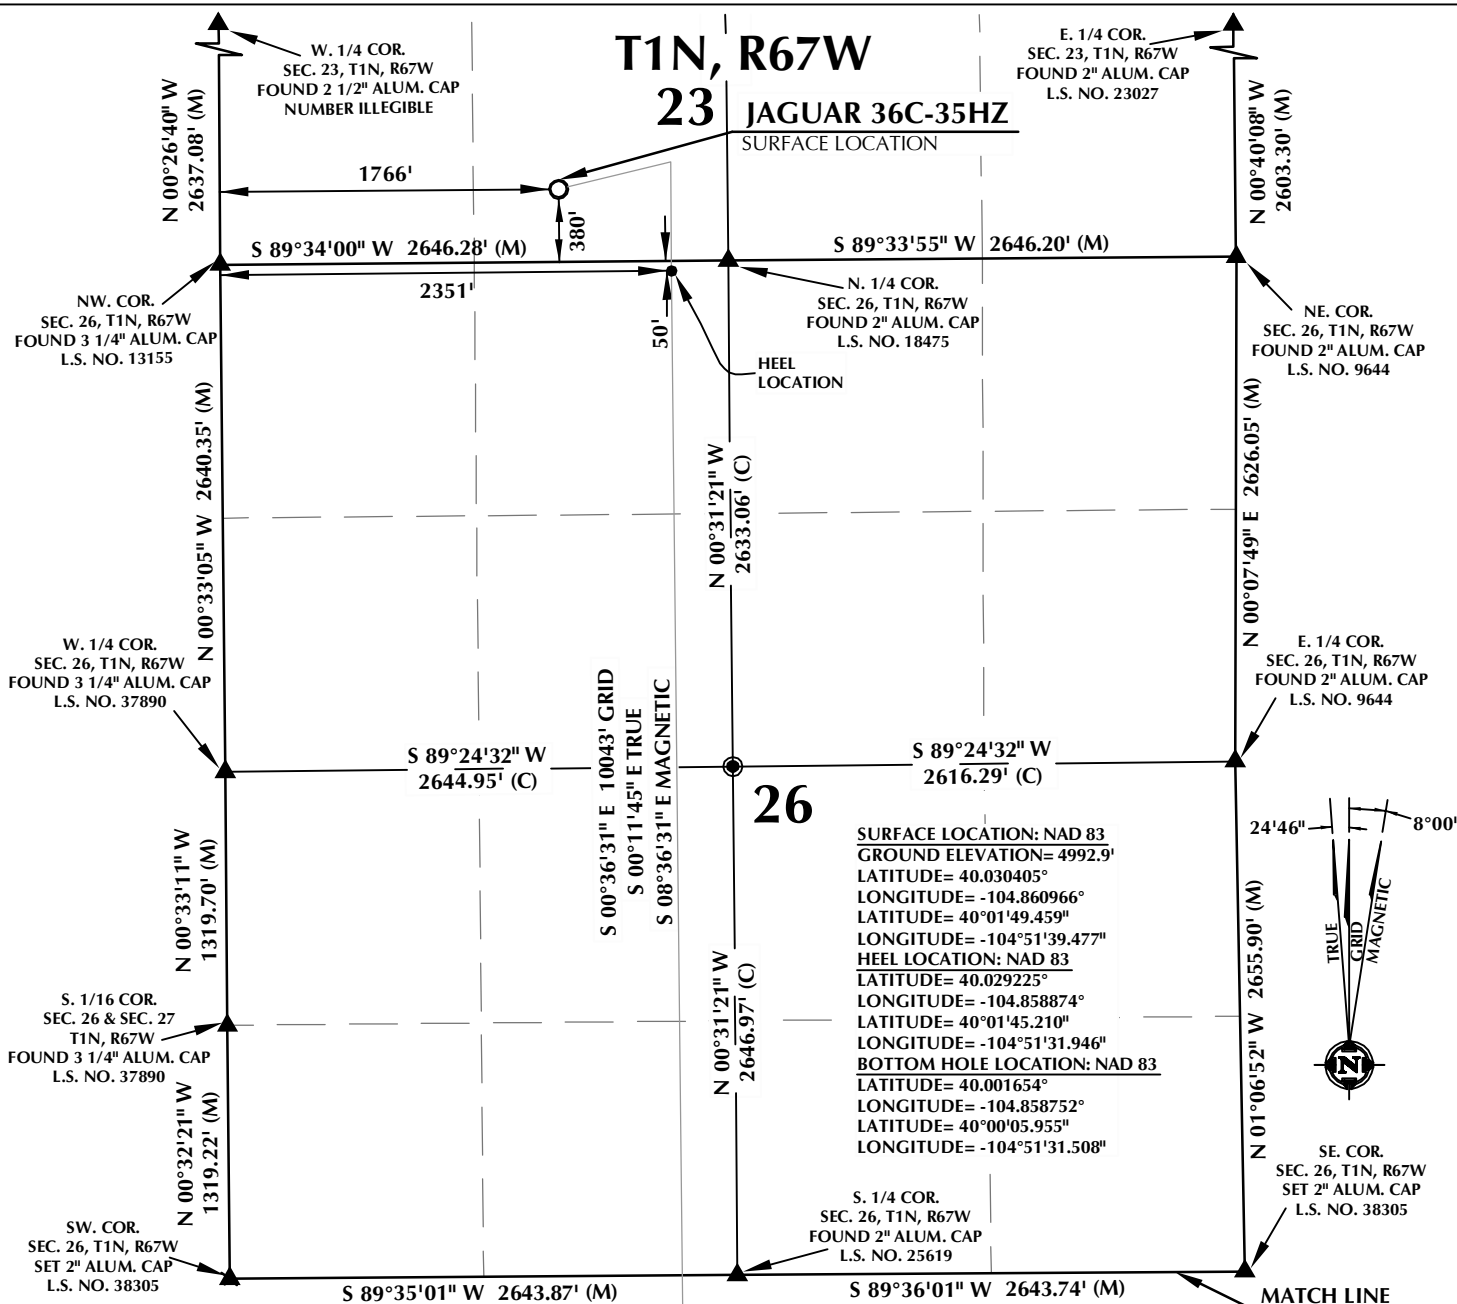 W. 1/4 COR.
SEC. 23, T1N, R67W
FOUND 2 1/2" ALUM. CAP
NUMBER ILLEGIBLE
T1N, R67W
23
E. 1/4 COR.
SEC. 23, T1N, R67W
FOUND 2" ALUM. CAP
L.S. NO. 23027
JAGUAR 36C-35HZ
SURFACE LOCATION
N 00°26'40" W
2637.08' (M)
N 00°40'08" W
2603.30' (M)
1766'
380'
S 89°34'00" W 2646.28' (M)
S 89°33'55" W 2646.20' (M)
2351'
50'
NW. COR.
SEC. 26, T1N, R67W
FOUND 3 1/4" ALUM. CAP
L.S. NO. 13155
N. 1/4 COR.
SEC. 26, T1N, R67W
FOUND 2" ALUM. CAP
L.S. NO. 18475
NE. COR.
SEC. 26, T1N, R67W
FOUND 2" ALUM. CAP
L.S. NO. 9644
HEEL
LOCATION
N 00°33'05" W 2640.35' (M)
N 00°31'21" W
2633.06' (C)
N 00°07'49" E 2626.05' (M)
W. 1/4 COR.
SEC. 26, T1N, R67W
FOUND 3 1/4" ALUM. CAP
L.S. NO. 37890
E. 1/4 COR.
SEC. 26, T1N, R67W
FOUND 2" ALUM. CAP
L.S. NO. 9644
S 00°36'31" E 10043' GRID
S 00°11'45" E TRUE
S 08°36'31" E MAGNETIC
S 89°24'32" W
2644.95' (C)
S 89°24'32" W
2616.29' (C)
26
SURFACE LOCATION: NAD 83
GROUND ELEVATION= 4992.9'
LATITUDE= 40.030405°
LONGITUDE= -104.860966°
LATITUDE= 40°01'49.459"
LONGITUDE= -104°51'39.477"
HEEL LOCATION: NAD 83
LATITUDE= 40.029225°
LONGITUDE= -104.858874°
LATITUDE= 40°01'45.210"
LONGITUDE= -104°51'31.946"
BOTTOM HOLE LOCATION: NAD 83
LATITUDE= 40.001654°
LONGITUDE= -104.858752°
LATITUDE= 40°00'05.955"
LONGITUDE= -104°51'31.508"
24'46"
8°00'
TRUE
GRID
MAGNETIC
N
N 00°33'11" W
1319.70' (M)
N 00°31'21" W
2646.97' (C)
N 01°06'52" W 2655.90' (M)
S. 1/16 COR.
SEC. 26 & SEC. 27
T1N, R67W
FOUND 3 1/4" ALUM. CAP
L.S. NO. 37890
N 00°32'21" W
1319.22' (M)
SW. COR.
SEC. 26, T1N, R67W
SET 2" ALUM. CAP
L.S. NO. 38305
S. 1/4 COR.
SEC. 26, T1N, R67W
FOUND 2" ALUM. CAP
L.S. NO. 25619
SE. COR.
SEC. 26, T1N, R67W
SET 2" ALUM. CAP
L.S. NO. 38305
S 89°35'01" W 2643.87' (M)
S 89°36'01" W 2643.74' (M)
MATCH LINE